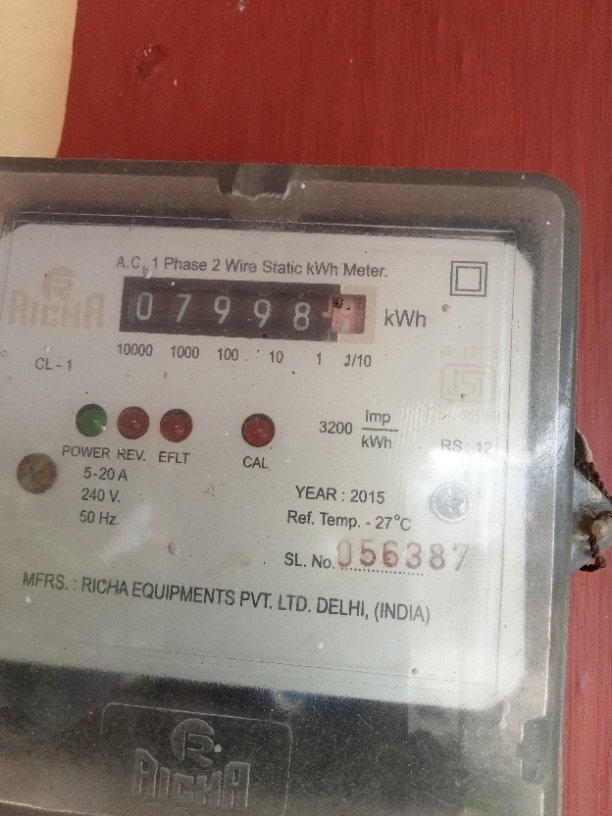 A.C. 1 Phase 2 Wire Static kWh Meter.
RICHA
07998 kWh
10000 1000 100 10 1 1/10
CL - 1
3200 Imp/kWh
POWER REV. EFLT CAL
RS : 12
5-20 A
240 V.
50 Hz.
YEAR : 2015
Ref. Temp. - 27°C
SL. No. 056387
MFRS. : RICHA EQUIPMENTS PVT. LTD. DELHI, (INDIA)
RICHA